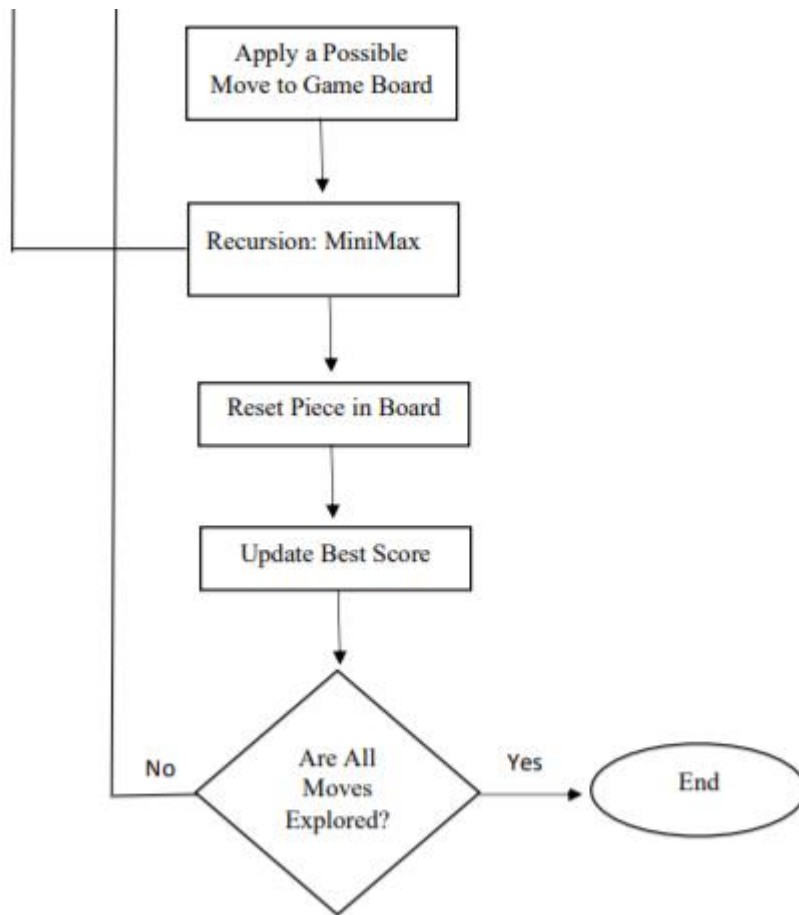 Apply a Possible
Move to Game Board
Recursion: MiniMax
Reset Piece in Board
Update Best Score
No
Are All
Moves
Explored?
Yes
End